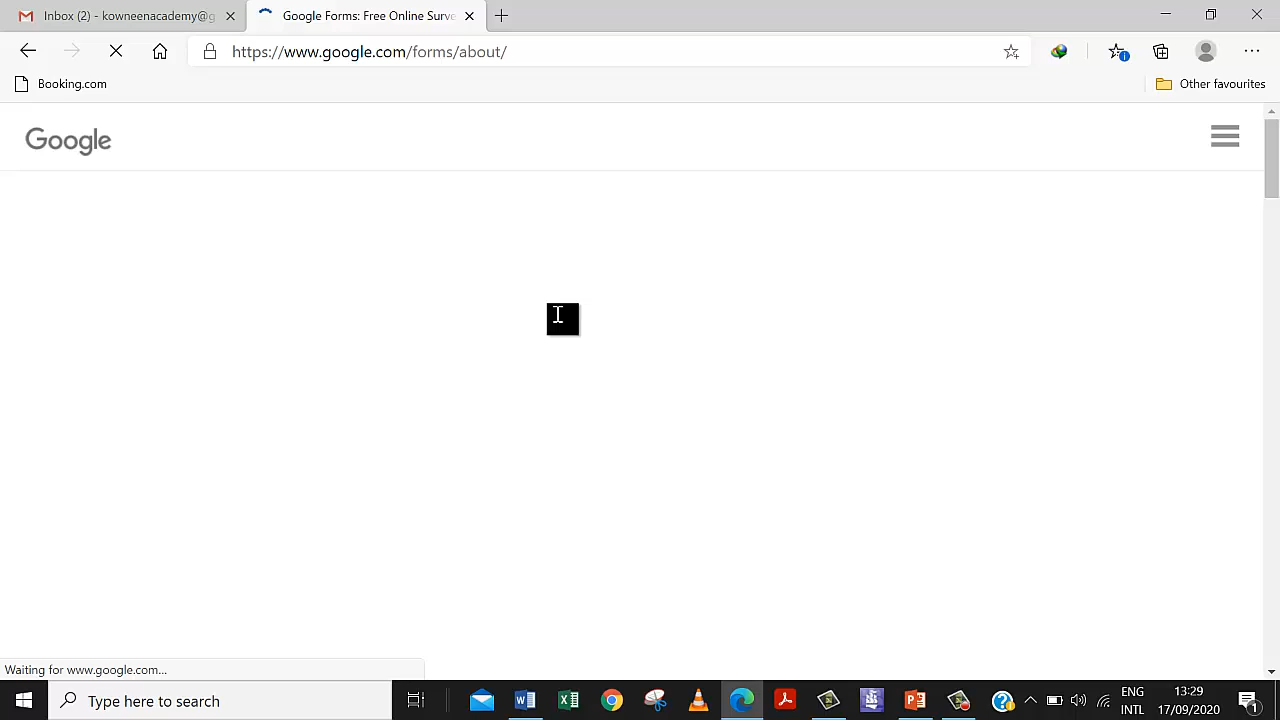 Inbox (2) - kowneenacademy@g
Google Forms: Free Online Surve
https://www.google.com/forms/about/
Booking.com
Other favourites
Google
Waiting for www.google.com...
Type here to search
ENG
INTL
13:29
17/09/2020
1